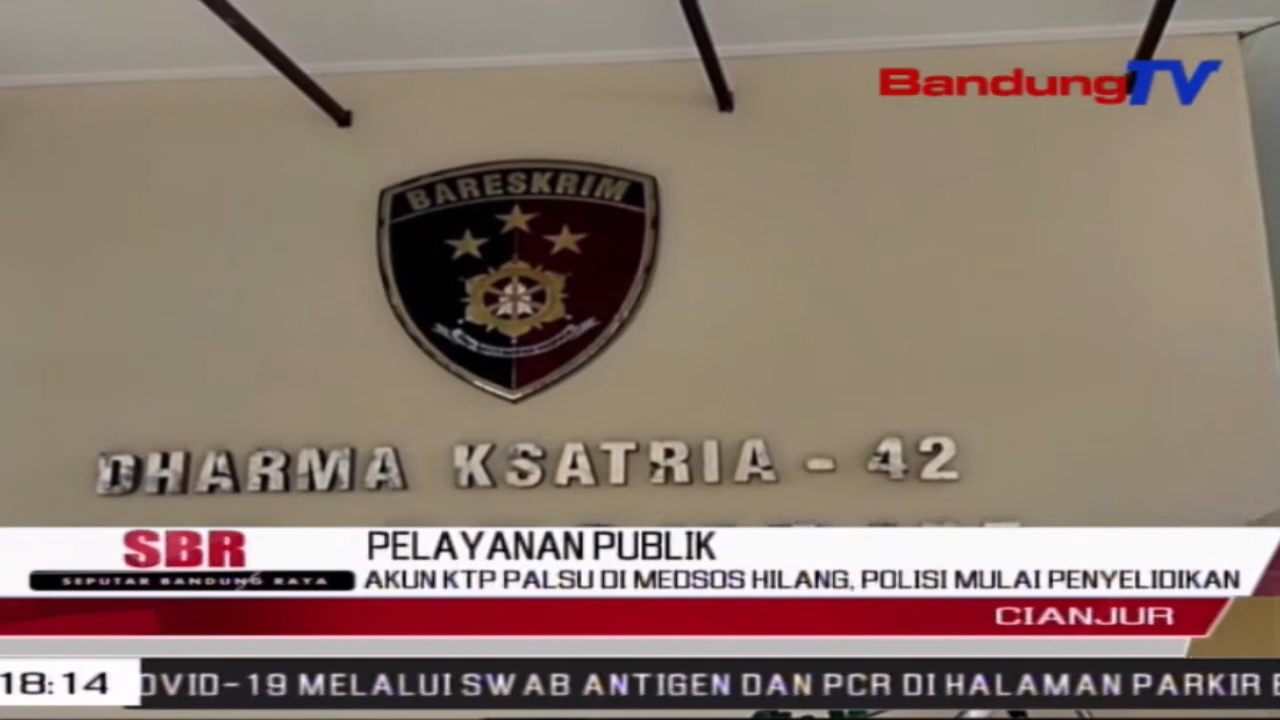 BandungTV
BARESKRIM
DHARMA KSATRIA - 42
SBR
SEPUTAR BANDUNG RAYA
PELAYANAN PUBLIK
AKUN KTP PALSU DI MEDSOS HILANG, POLISI MULAI PENYELIDIKAN
CIANJUR
18:14
OVID-19 MELALUI SWAB ANTIGEN DAN PCR DI HALAMAN PARKIR